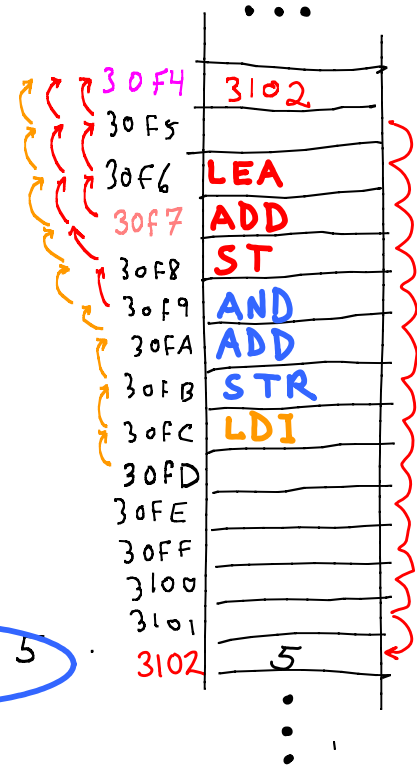 30F4 3102
30F5
30F6 LEA
30F7 ADD
30F8 ST
30F9 AND
30FA ADD
30FB STR
30FC LDI
30FD
30FE
30FF
3100
3101
5 . 3102 5